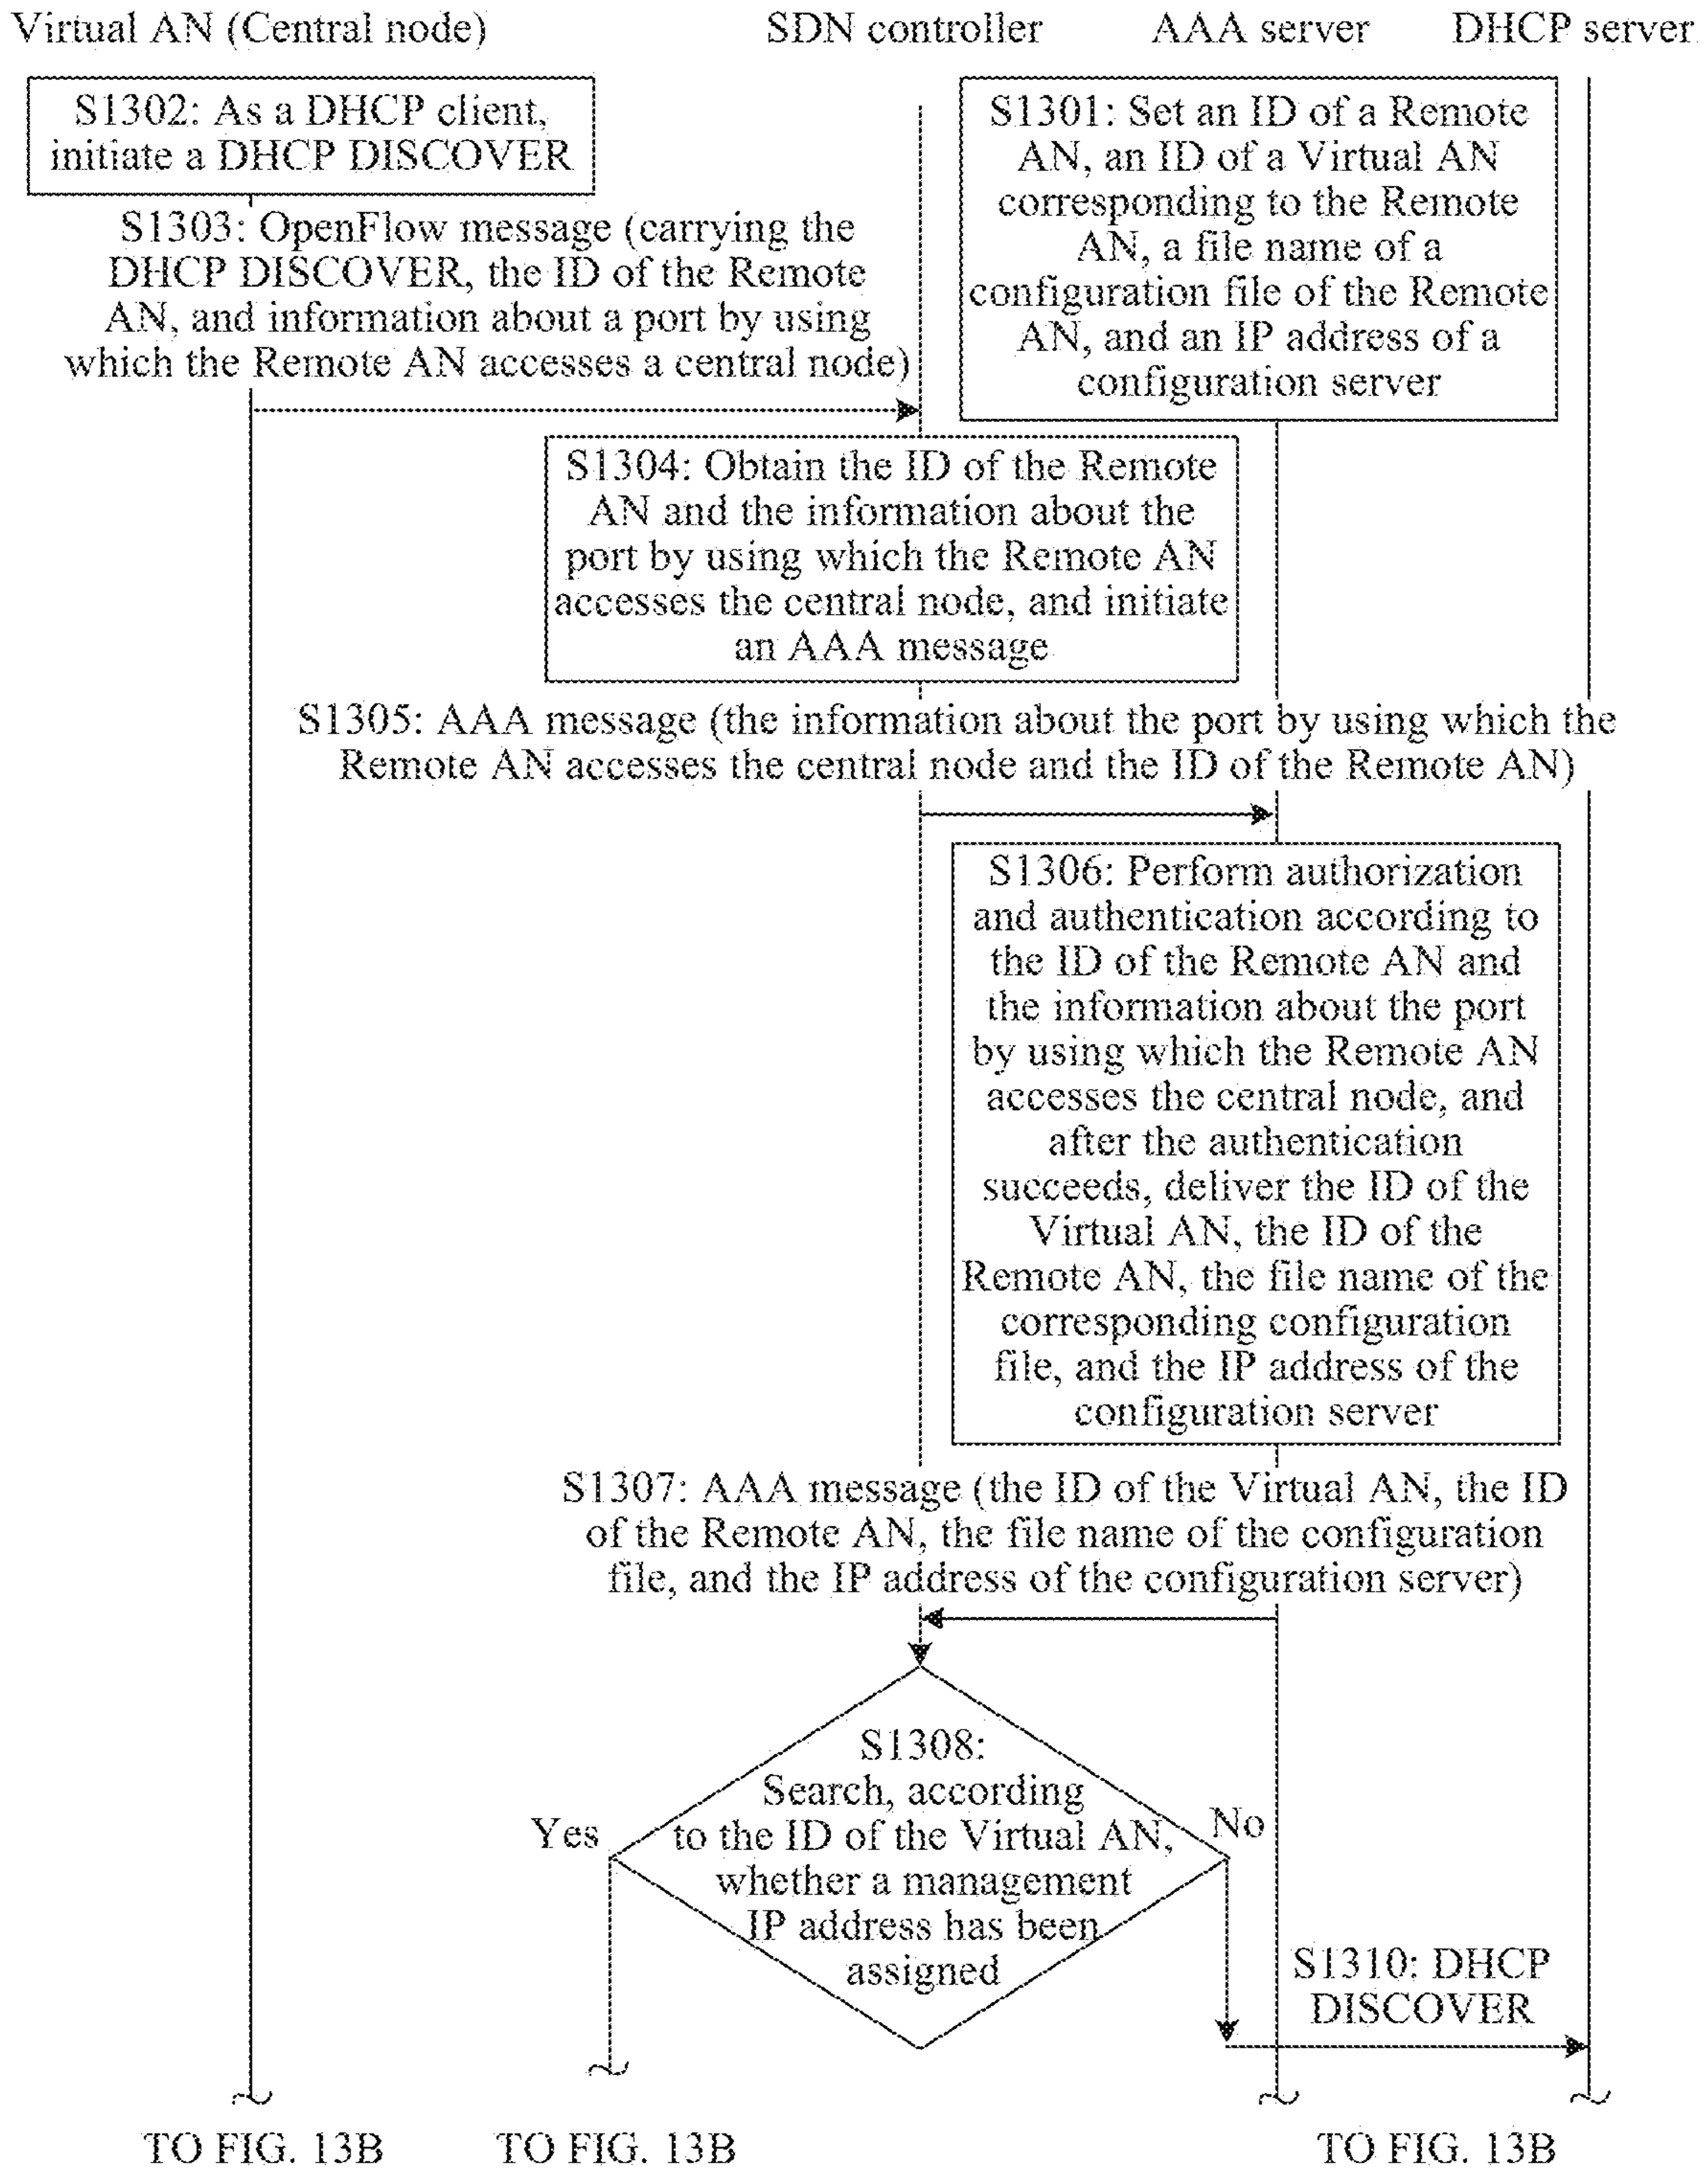 Virtual AN (Central node)
SDN controller
AAA server
DHCP server
S1302: As a DHCP client,
initiate a DHCP DISCOVER
S1301: Set an ID of a Remote
AN, an ID of a Virtual AN
corresponding to the Remote
AN, a file name of a
configuration file of the Remote
AN, and an IP address of a
configuration server
S1303: OpenFlow message (carrying the
DHCP DISCOVER, the ID of the Remote
AN, and information about a port by using
which the Remote AN accesses a central node)
S1304: Obtain the ID of the Remote
AN and the information about the
port by using which the Remote AN
accesses the central node, and initiate
an AAA message
S1305: AAA message (the information about the port by using which the
Remote AN accesses the central node and the ID of the Remote AN)
S1306: Perform authorization
and authentication according to
the ID of the Remote AN and
the information about the port
by using which the Remote AN
accesses the central node, and
after the authentication
succeeds, deliver the ID of the
Virtual AN, the ID of the
Remote AN, the file name of the
corresponding configuration
file, and the IP address of the
configuration server
S1307: AAA message (the ID of the Virtual AN, the ID
of the Remote AN, the file name of the configuration
file, and the IP address of the configuration server)
S1308:
Search, according
to the ID of the Virtual AN,
whether a management
IP address has been
assigned
Yes
No
S1310: DHCP
DISCOVER
TO FIG. 13B
TO FIG. 13B
TO FIG. 13B